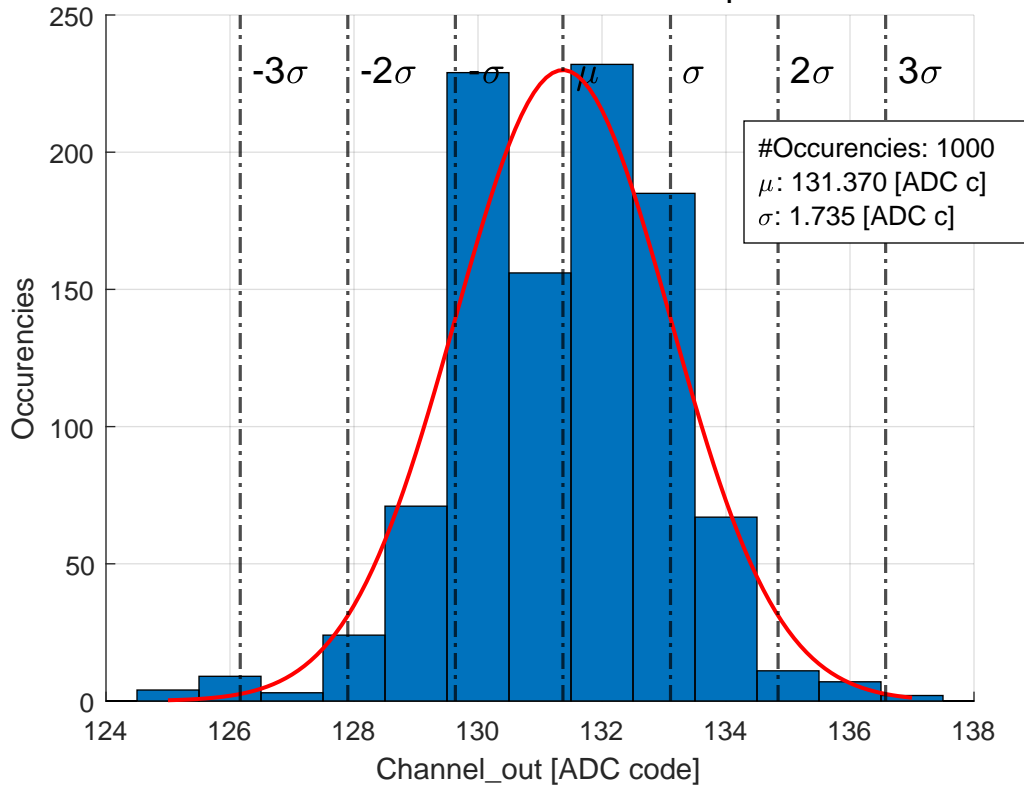 250
200
150
100
50
0
Occurencies
-3σ
-2σ
-σ
μ
σ
2σ
3σ
#Occurencies: 1000
μ: 131.370 [ADC c]
σ: 1.735 [ADC c]
124
126
128
130
132
134
136
138
Channel_out [ADC code]